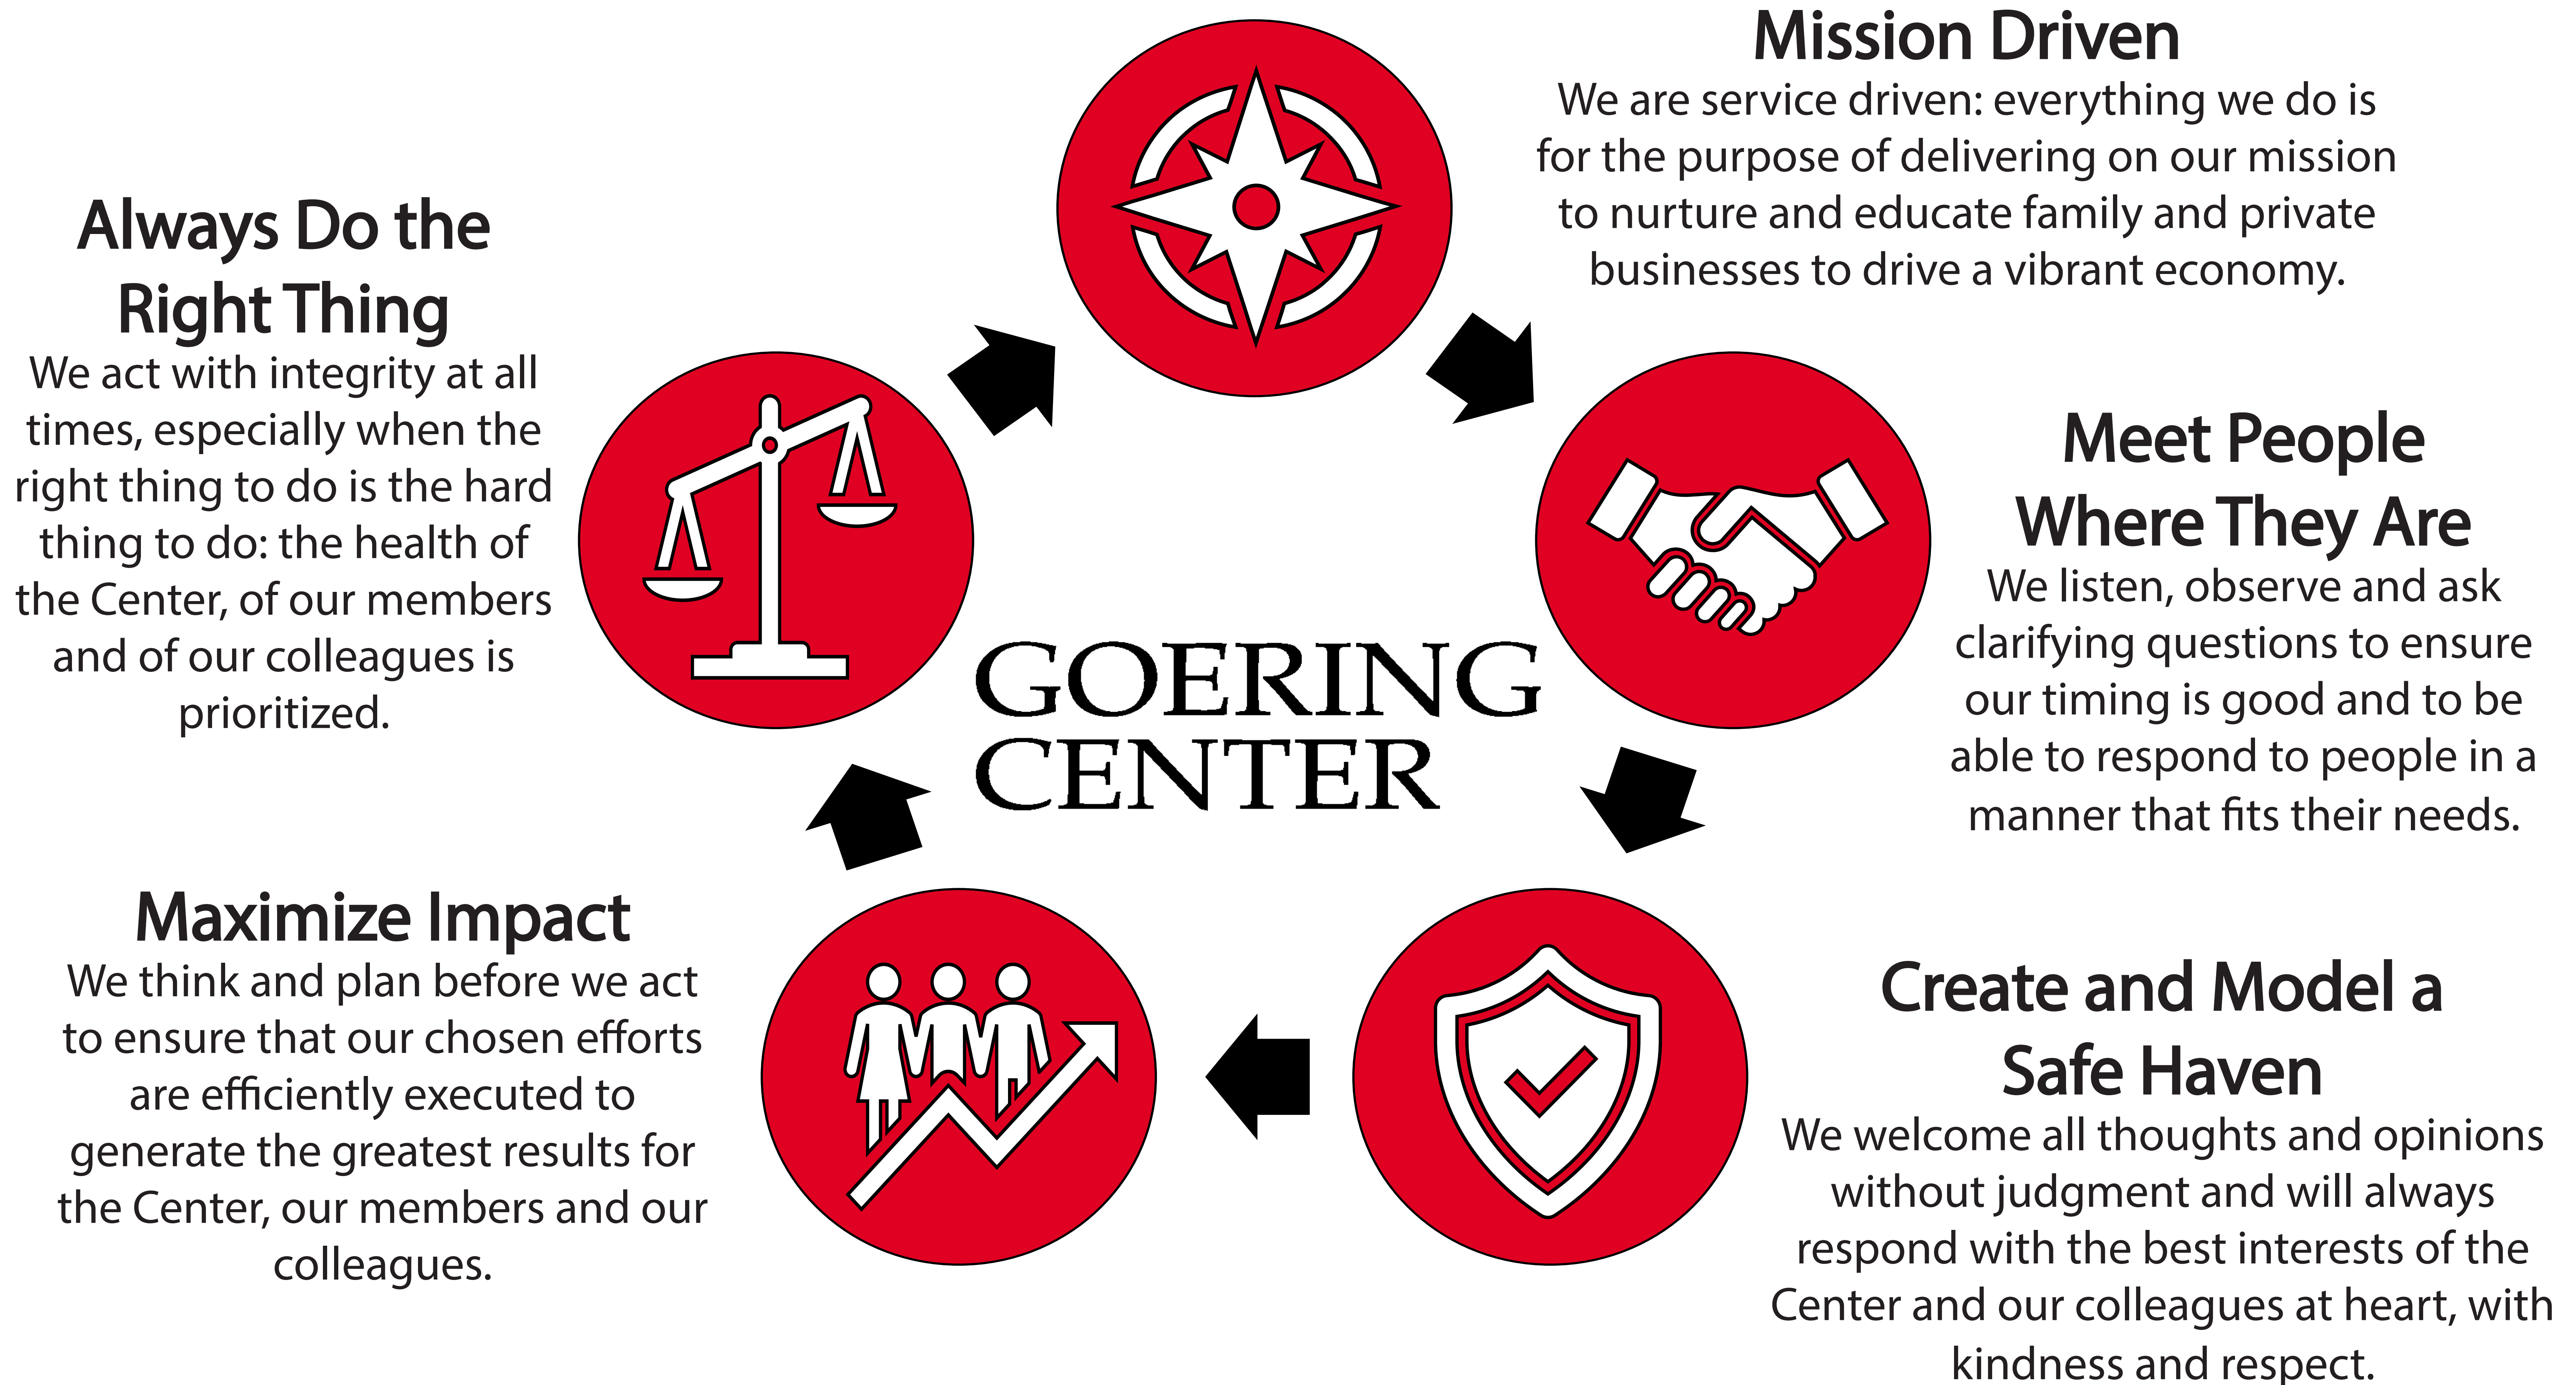 Mission Driven
We are service driven: everything we do is
for the purpose of delivering on our mission
to nurture and educate family and private
businesses to drive a vibrant economy.
Meet People
Where They Are
We listen, observe and ask
clarifying questions to ensure
our timing is good and to be
able to respond to people in a
manner that fits their needs.
Create and Model a
Safe Haven
We welcome all thoughts and opinions
without judgment and will always
respond with the best interests of the
Center and our colleagues at heart, with
kindness and respect.
Maximize Impact
We think and plan before we act
to ensure that our chosen efforts
are efficiently executed to
generate the greatest results for
the Center, our members and our
colleagues.
Always Do the
Right Thing
We act with integrity at all
times, especially when the
right thing to do is the hard
thing to do: the health of
the Center, of our members
and of our colleagues is
prioritized.
GOERING
CENTER